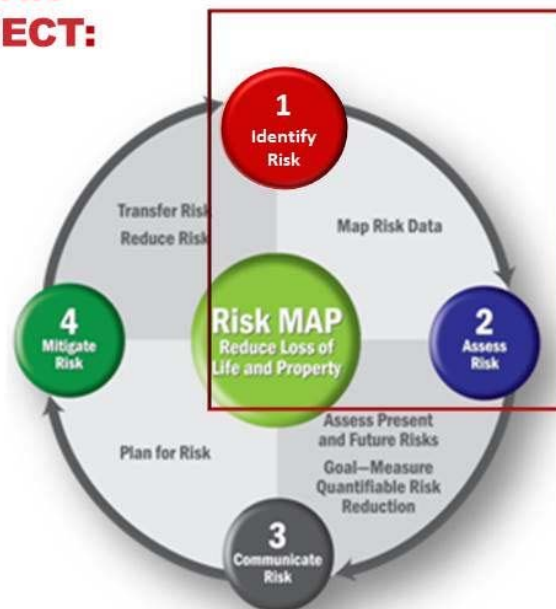 ECT:
1
Identify
Risk
Transfer Risk
Reduce Risk
Map Risk Data
4
Mitigate
Risk
Risk MAP
Reduce Loss of
Life and Property
2
Assess
Risk
Plan for Risk
Assess Present
and Future Risks
Goal—Measure
Quantifiable Risk
Reduction
3
Communicate
Risk